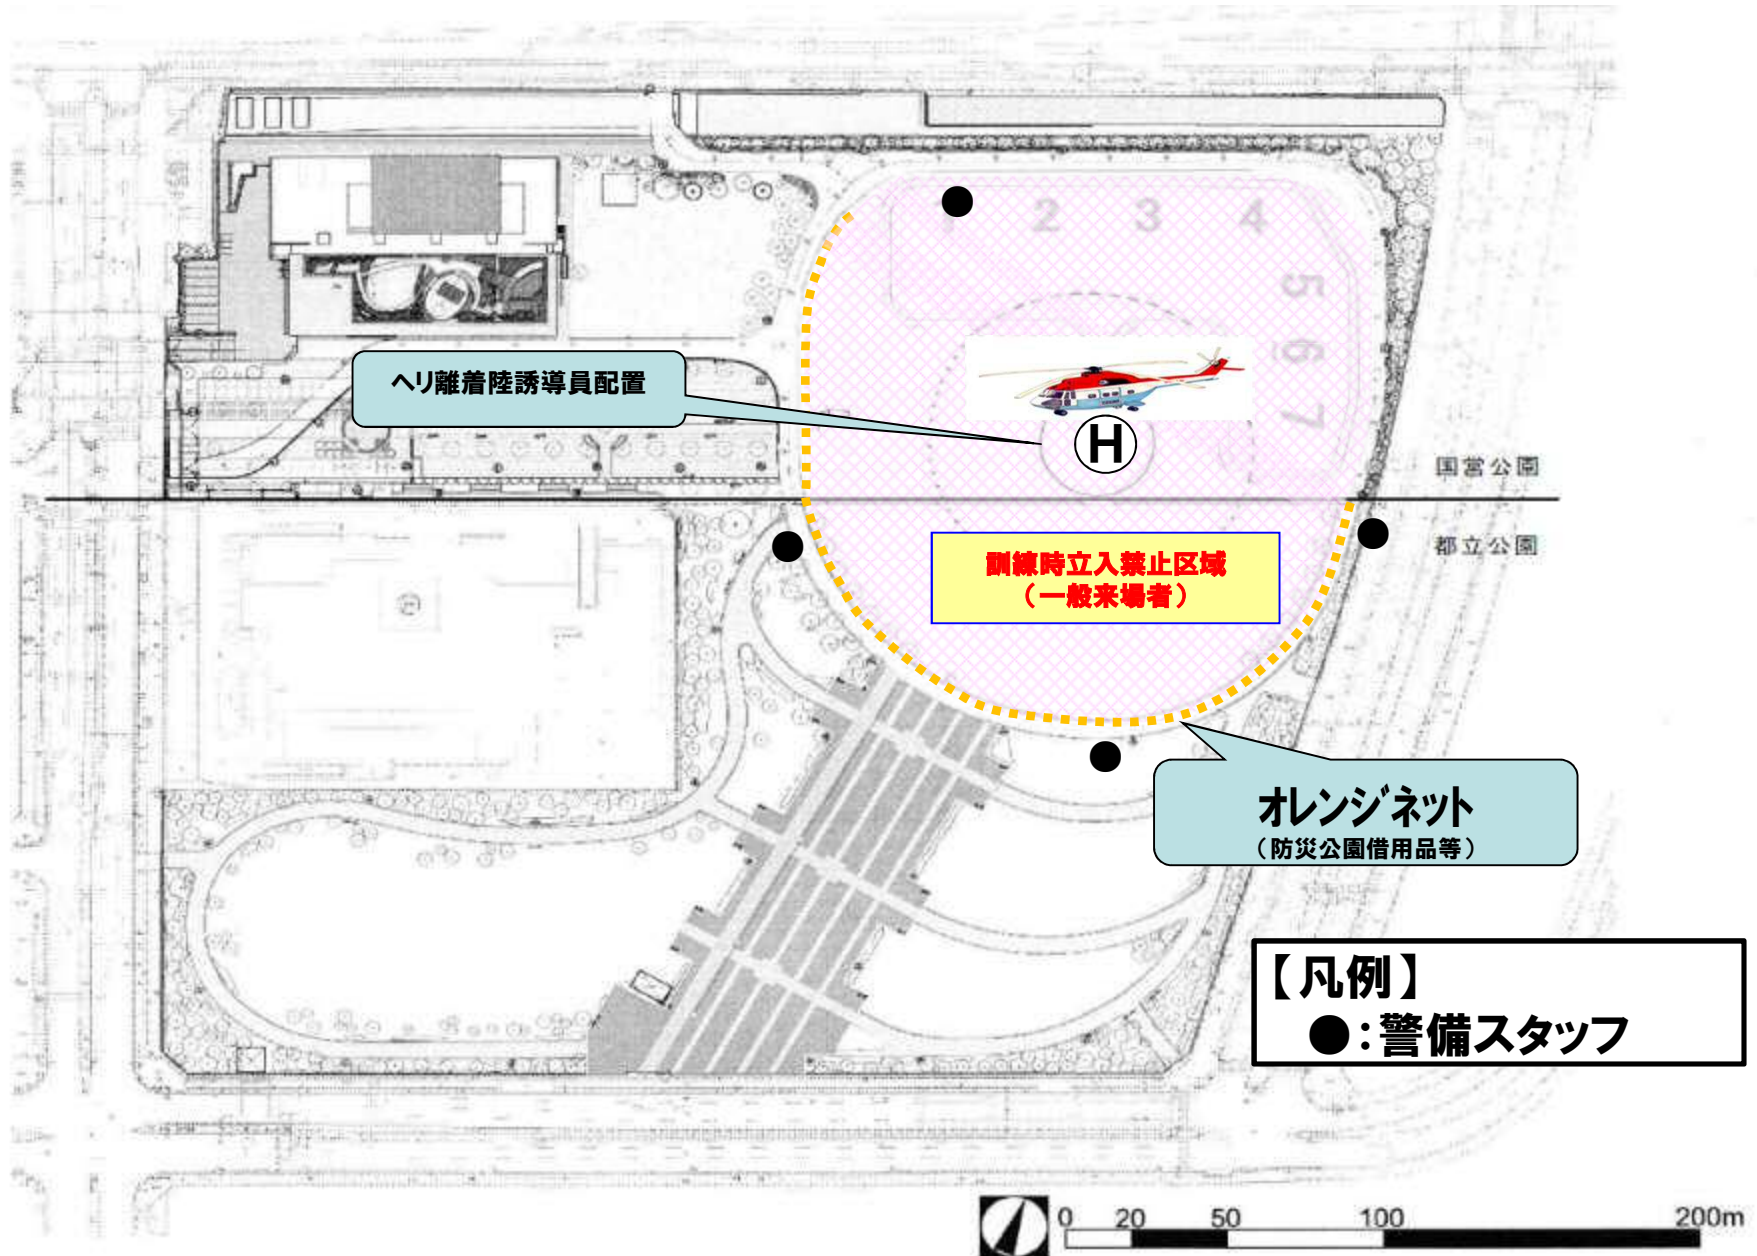 1 2 3 4
5
6
7
ヘリ離着陸誘導員配置
H
国営公園
都立公園
訓練時立入禁止区域
（一般来場者）
オレンジネット
（防災公園借用品等）
【凡例】
●：警備スタッフ
0 20 50 100 200m